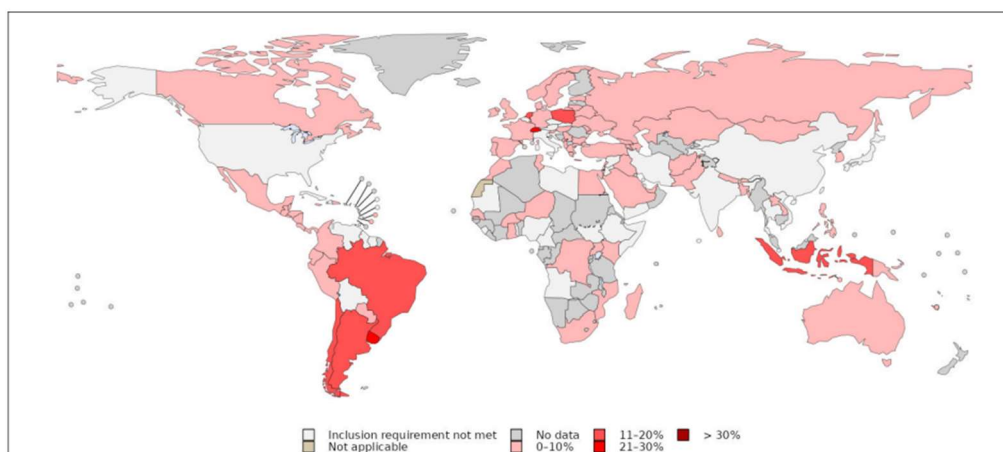 Inclusion requirement not met No data 11–20% > 30%
Not applicable 0–10% 21–30%